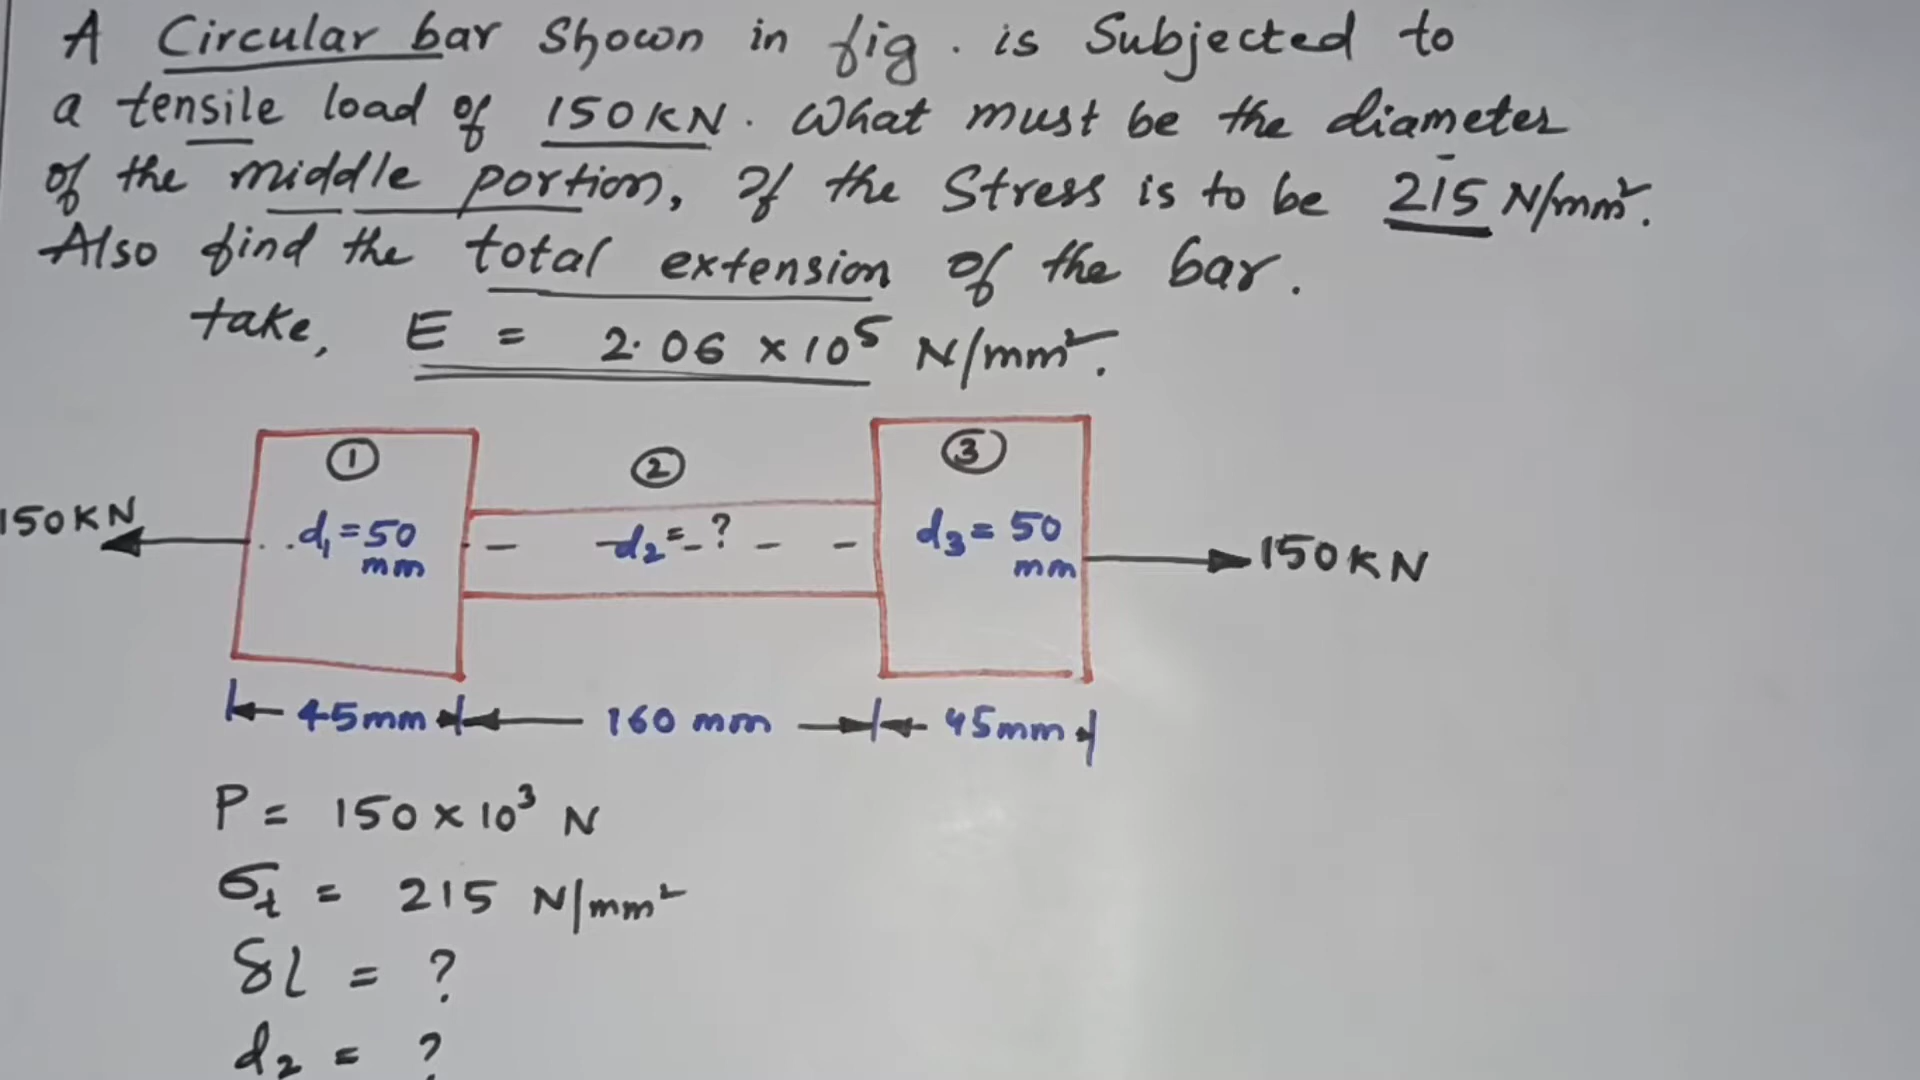 A Circular bar Shown in fig. is Subjected to
a tensile load of 150KN. What must be the diameter
of the middle portion, If the Stress is to be 215 N/mm².
Also find the total extension of the bar.
take, E = 2.06 x 10⁵ N/mm².
① ② ③
150KN d₁ = 50 mm d₂ = ? d₃ = 50 mm 150KN
45mm 160 mm 45mm
P = 150 x 10³ N
σt = 215 N/mm²
δl = ?
d₂ = ?